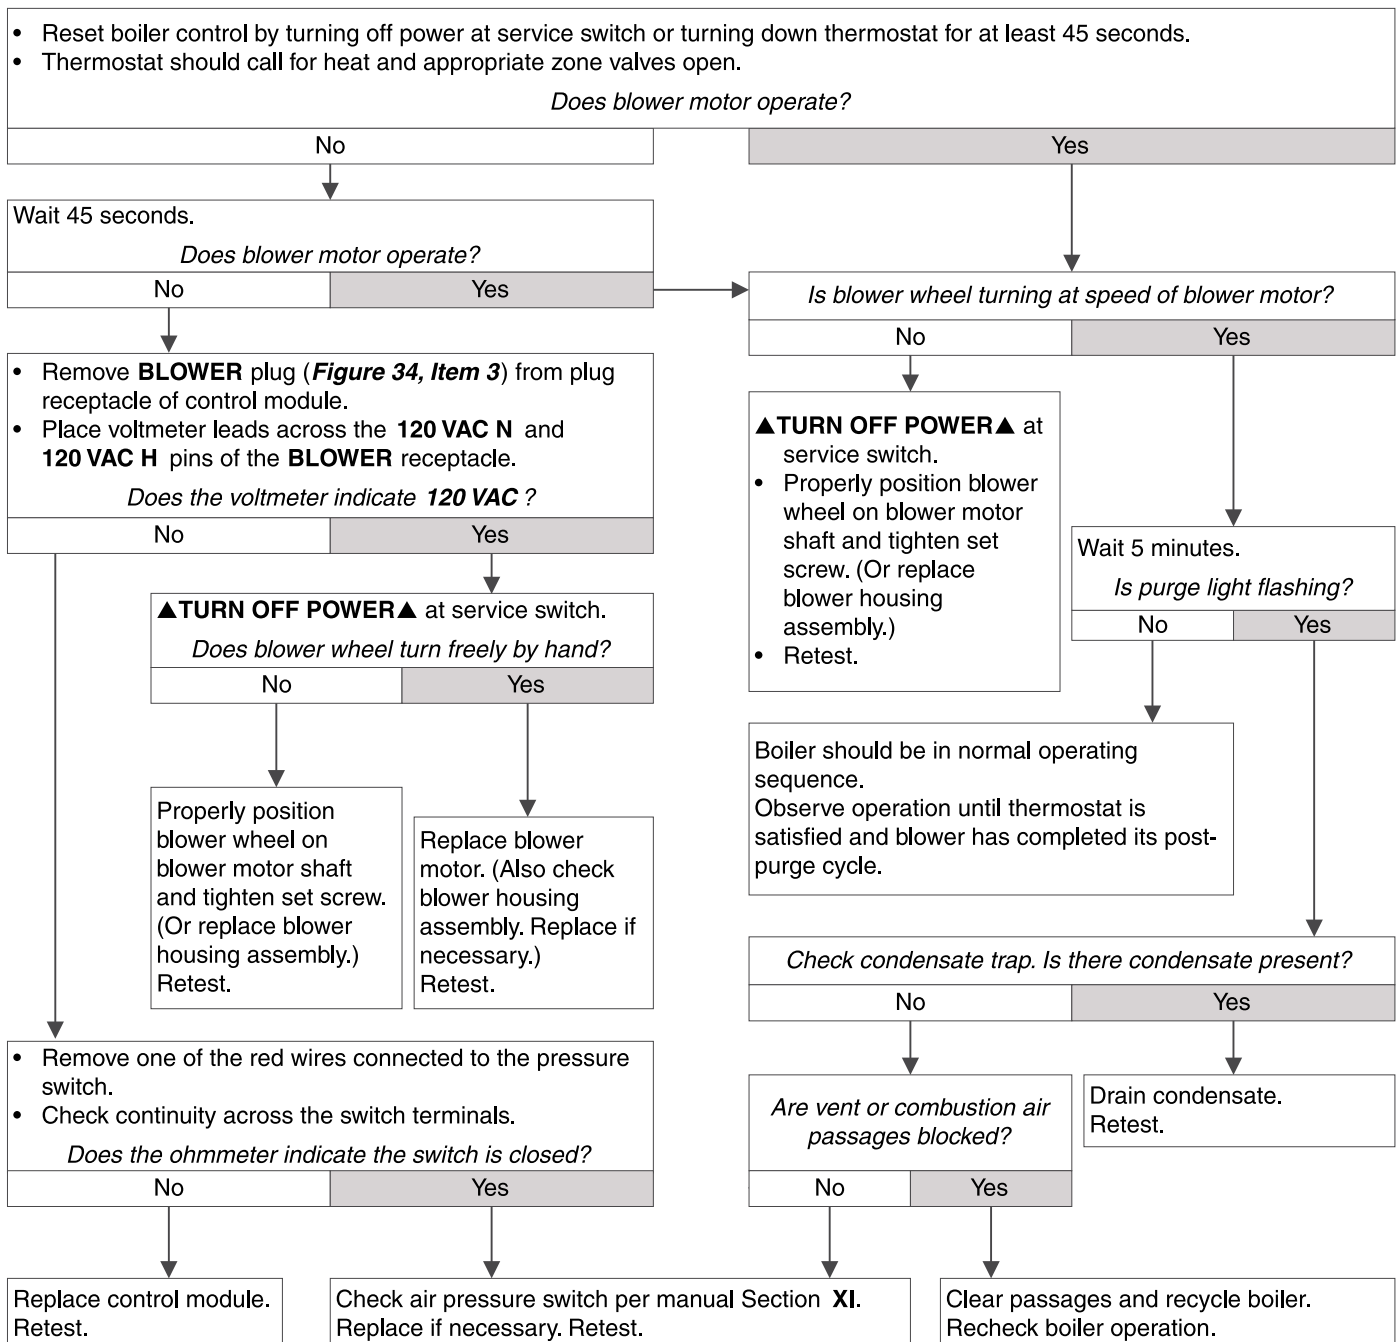 • Reset boiler control by turning off power at service switch or turning down thermostat for at least 45 seconds.
• Thermostat should call for heat and appropriate zone valves open.
Does blower motor operate?
No
Yes
Wait 45 seconds.
Does blower motor operate?
No
Yes
Is blower wheel turning at speed of blower motor?
No
Yes
• Remove BLOWER plug (Figure 34, Item 3) from plug
receptacle of control module.
• Place voltmeter leads across the 120 VAC N and
120 VAC H pins of the BLOWER receptacle.
Does the voltmeter indicate 120 VAC ?
No
Yes
▲TURN OFF POWER▲ at
service switch.
• Properly position blower
wheel on blower motor
shaft and tighten set
screw. (Or replace
blower housing
assembly.)
• Retest.
Wait 5 minutes.
Is purge light flashing?
No
Yes
▲TURN OFF POWER▲ at service switch.
Does blower wheel turn freely by hand?
No
Yes
Boiler should be in normal operating
sequence.
Observe operation until thermostat is
satisfied and blower has completed its post-
purge cycle.
Properly position
blower wheel on
blower motor shaft
and tighten set screw.
(Or replace blower
housing assembly.)
Retest.
Replace blower
motor. (Also check
blower housing
assembly. Replace if
necessary.)
Retest.
Check condensate trap. Is there condensate present?
No
Yes
• Remove one of the red wires connected to the pressure
switch.
• Check continuity across the switch terminals.
Does the ohmmeter indicate the switch is closed?
No
Yes
Are vent or combustion air
passages blocked?
No
Yes
Drain condensate.
Retest.
Replace control module.
Retest.
Check air pressure switch per manual Section XI.
Replace if necessary. Retest.
Clear passages and recycle boiler.
Recheck boiler operation.